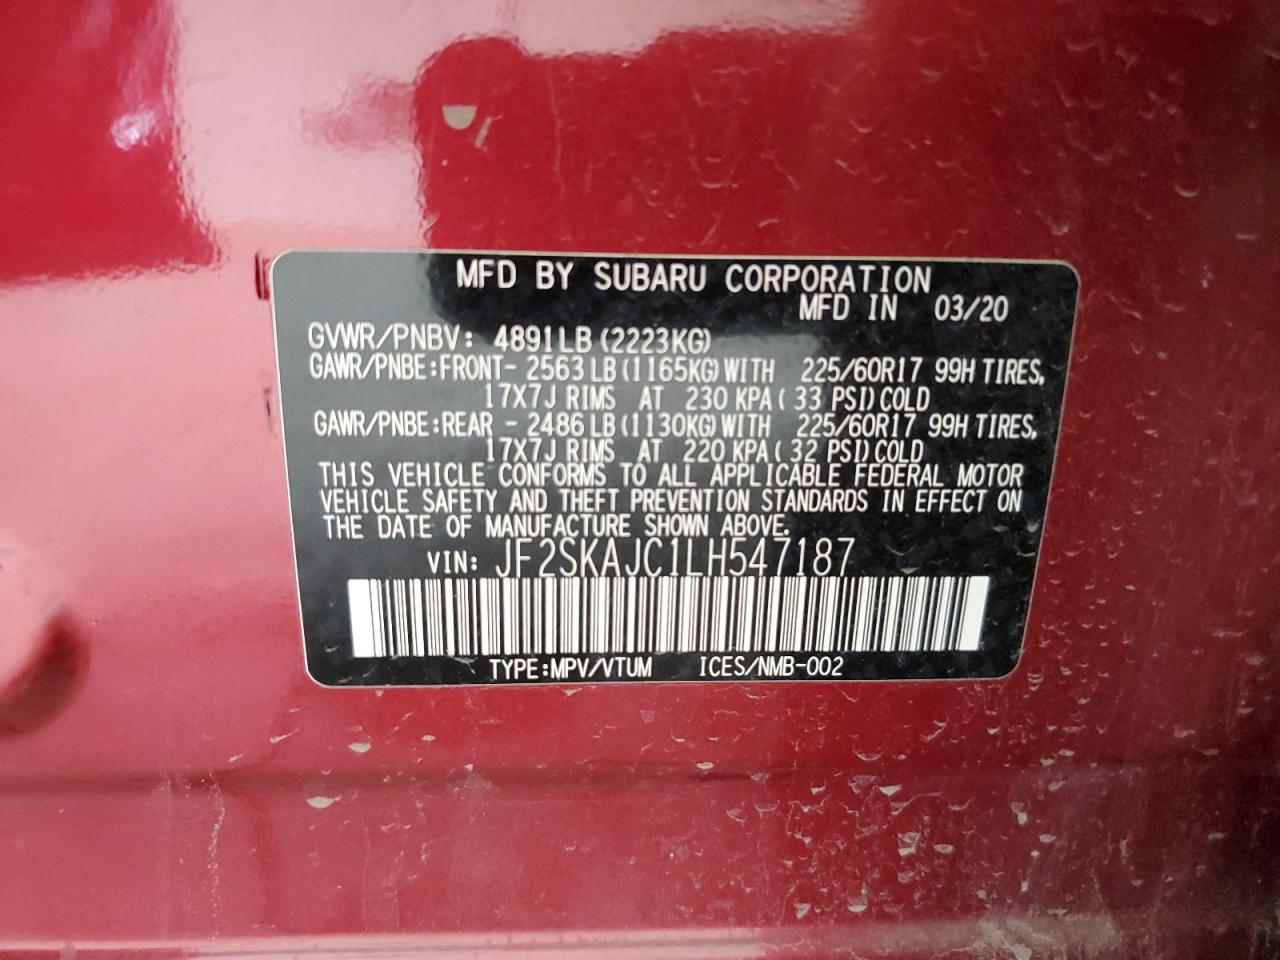 MFD BY SUBARU CORPORATION
MFD IN 03/20
GVWR/PNBV: 4891LB (2223KG)
GAWR/PNBE:FRONT- 2563 LB (1165KG) WITH 225/60R17 99H TIRES,
17X7J RIMS AT 230 KPA ( 33 PSI) COLD
GAWR/PNBE:REAR - 2486 LB (1130KG) WITH 225/60R17 99H TIRES,
17X7J RIMS AT 220 KPA ( 32 PSI) COLD
THIS VEHICLE CONFORMS TO ALL APPLICABLE FEDERAL MOTOR
VEHICLE SAFETY AND THEFT PREVENTION STANDARDS IN EFFECT ON
THE DATE OF MANUFACTURE SHOWN ABOVE.
VIN: JF2SKAJC1LH547187
TYPE:MPV/VTUM ICES/NMB-002